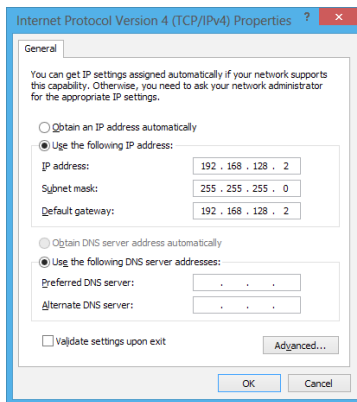 Internet Protocol Version 4 (TCP/IPv4) Properties ? ×
General
You can get IP settings assigned automatically if your network supports
this capability. Otherwise, you need to ask your network administrator
for the appropriate IP settings.
Obtain an IP address automatically
Use the following IP address:
IP address: 192 . 168 . 128 . 2
Subnet mask: 255 . 255 . 255 . 0
Default gateway: 192 . 168 . 128 . 2
Obtain DNS server address automatically
Use the following DNS server addresses:
Preferred DNS server: . . .
Alternate DNS server: . . .
Validate settings upon exit
Advanced...
OK Cancel